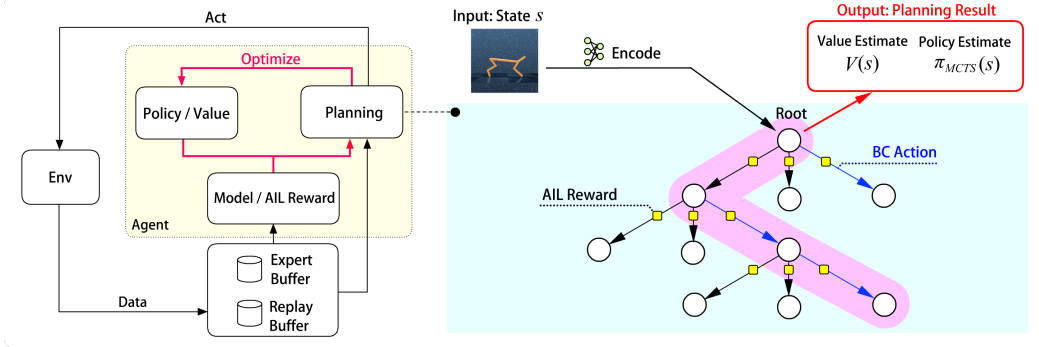 Act
Optimize
Policy / Value
Planning
Env
Model / AIL Reward
Agent
Expert
Buffer
Replay
Buffer
Data
Input: State s
Encode
Output: Planning Result
Value Estimate
V(s)
Policy Estimate
π_MCTS(s)
Root
BC Action
AIL Reward